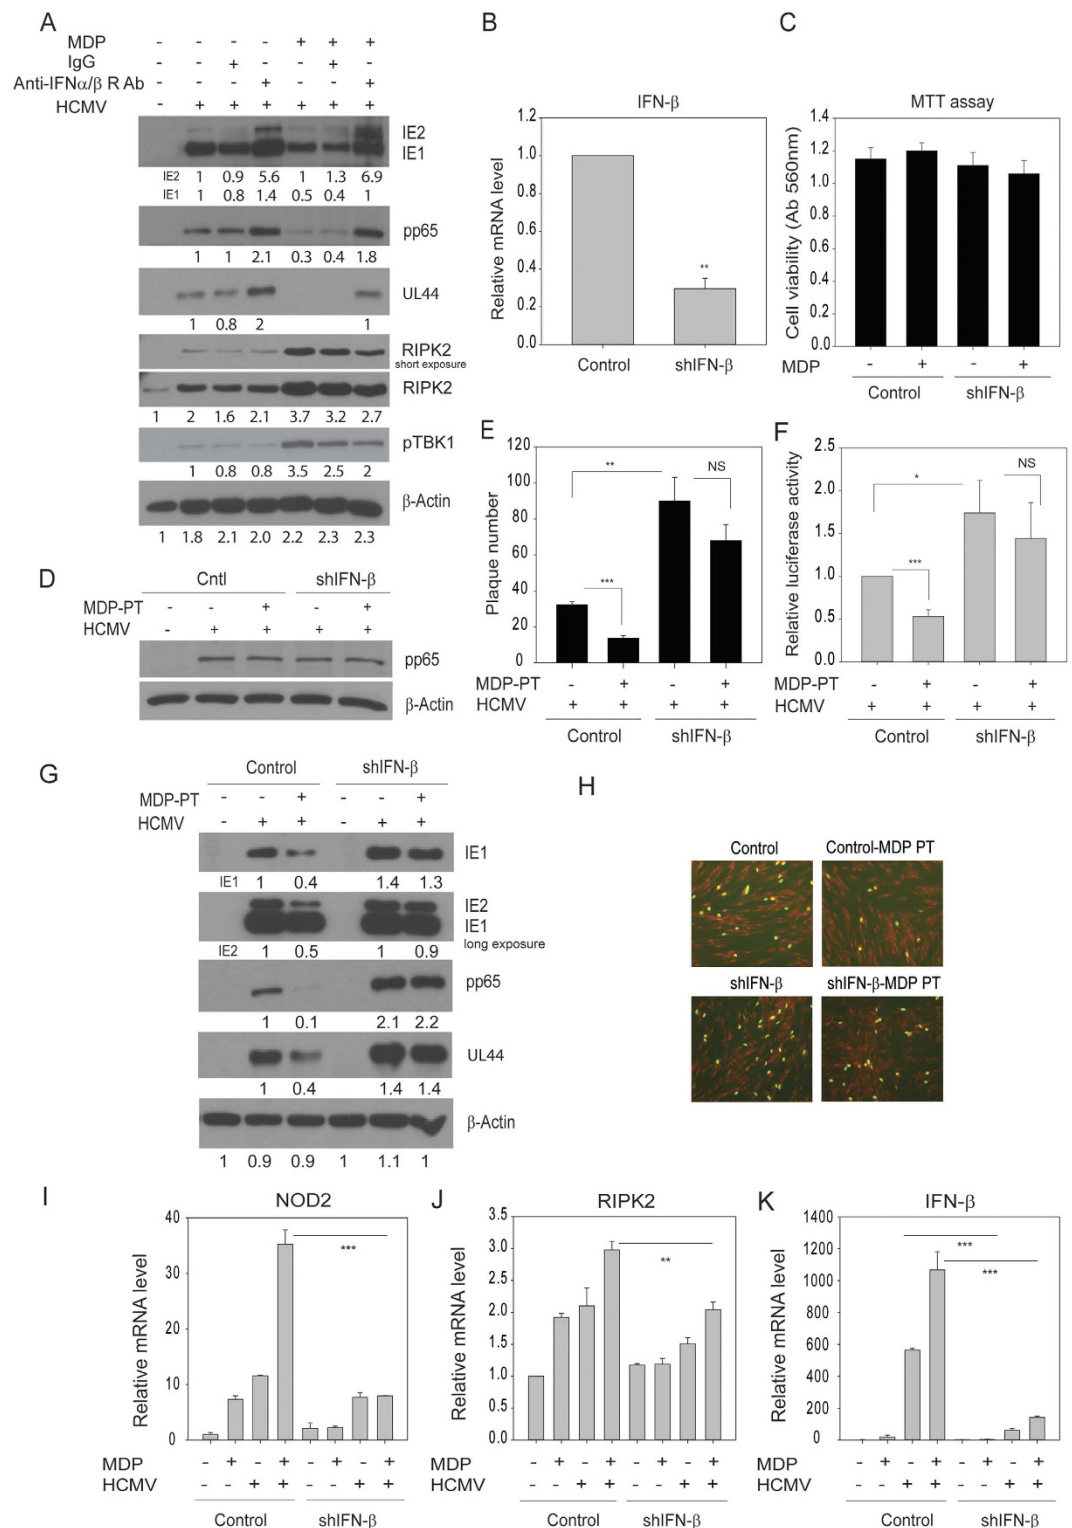 A
MDP - - - - + + +
IgG - - + - - + -
Anti-IFNα/β R Ab - - - + - - +
HCMV - + + + + + +
IE2
IE1
IE2 1 0.9 5.6 1 1.3 6.9
IE1 1 0.8 1.4 0.5 0.4 1
pp65
1 1 2.1 0.3 0.4 1.8
UL44
1 0.8 2 1
RIPK2
short exposure
RIPK2
1 2 1.6 2.1 3.7 3.2 2.7
pTBK1
1 0.8 0.8 3.5 2.5 2
β-Actin
1 1.8 2.1 2.0 2.2 2.3 2.3
B
IFN-β
Relative mRNA level
1.2
1.0
0.8
0.6
0.4
0.2
0.0
**
Control shIFN-β
C
MTT assay
Cell viability (Ab 560nm)
1.4
1.2
1.0
0.8
0.6
0.4
0.2
0.0
MDP - + - +
Control shIFN-β
D
Cntl shIFN-β
MDP-PT - - + - +
HCMV - + + + +
pp65
β-Actin
E
Plaque number
120
100
80
60
40
20
0
** NS
***
MDP-PT - + - +
HCMV + + + +
Control shIFN-β
F
Relative luciferase activity
2.5
2.0
1.5
1.0
0.5
0.0
* NS
***
MDP-PT - + - +
HCMV + + + +
Control shIFN-β
G
Control shIFN-β
MDP-PT - - + - - +
HCMV - + + - + +
IE1
IE1 1 0.4 1.4 1.3
IE2
IE1
long exposure
IE2 1 0.5 1 0.9
pp65
1 0.1 2.1 2.2
UL44
1 0.4 1.4 1.4
β-Actin
1 0.9 0.9 1 1.1 1
H
Control Control-MDP PT
shIFN-β shIFN-β-MDP PT
I
NOD2
Relative mRNA level
40
30
20
10
0
***
MDP - + - + - + - +
HCMV - - + + - - + +
Control shIFN-β
J
RIPK2
Relative mRNA level
3.5
3.0
2.5
2.0
1.5
1.0
0.5
0.0
**
- + - + - + - +
- - + + - - + +
Control shIFN-β
K
IFN-β
Relative mRNA level
1400
1200
1000
800
600
400
200
0
***
***
MDP - + - + - + - +
HCMV - - + + - - + +
Control shIFN-β